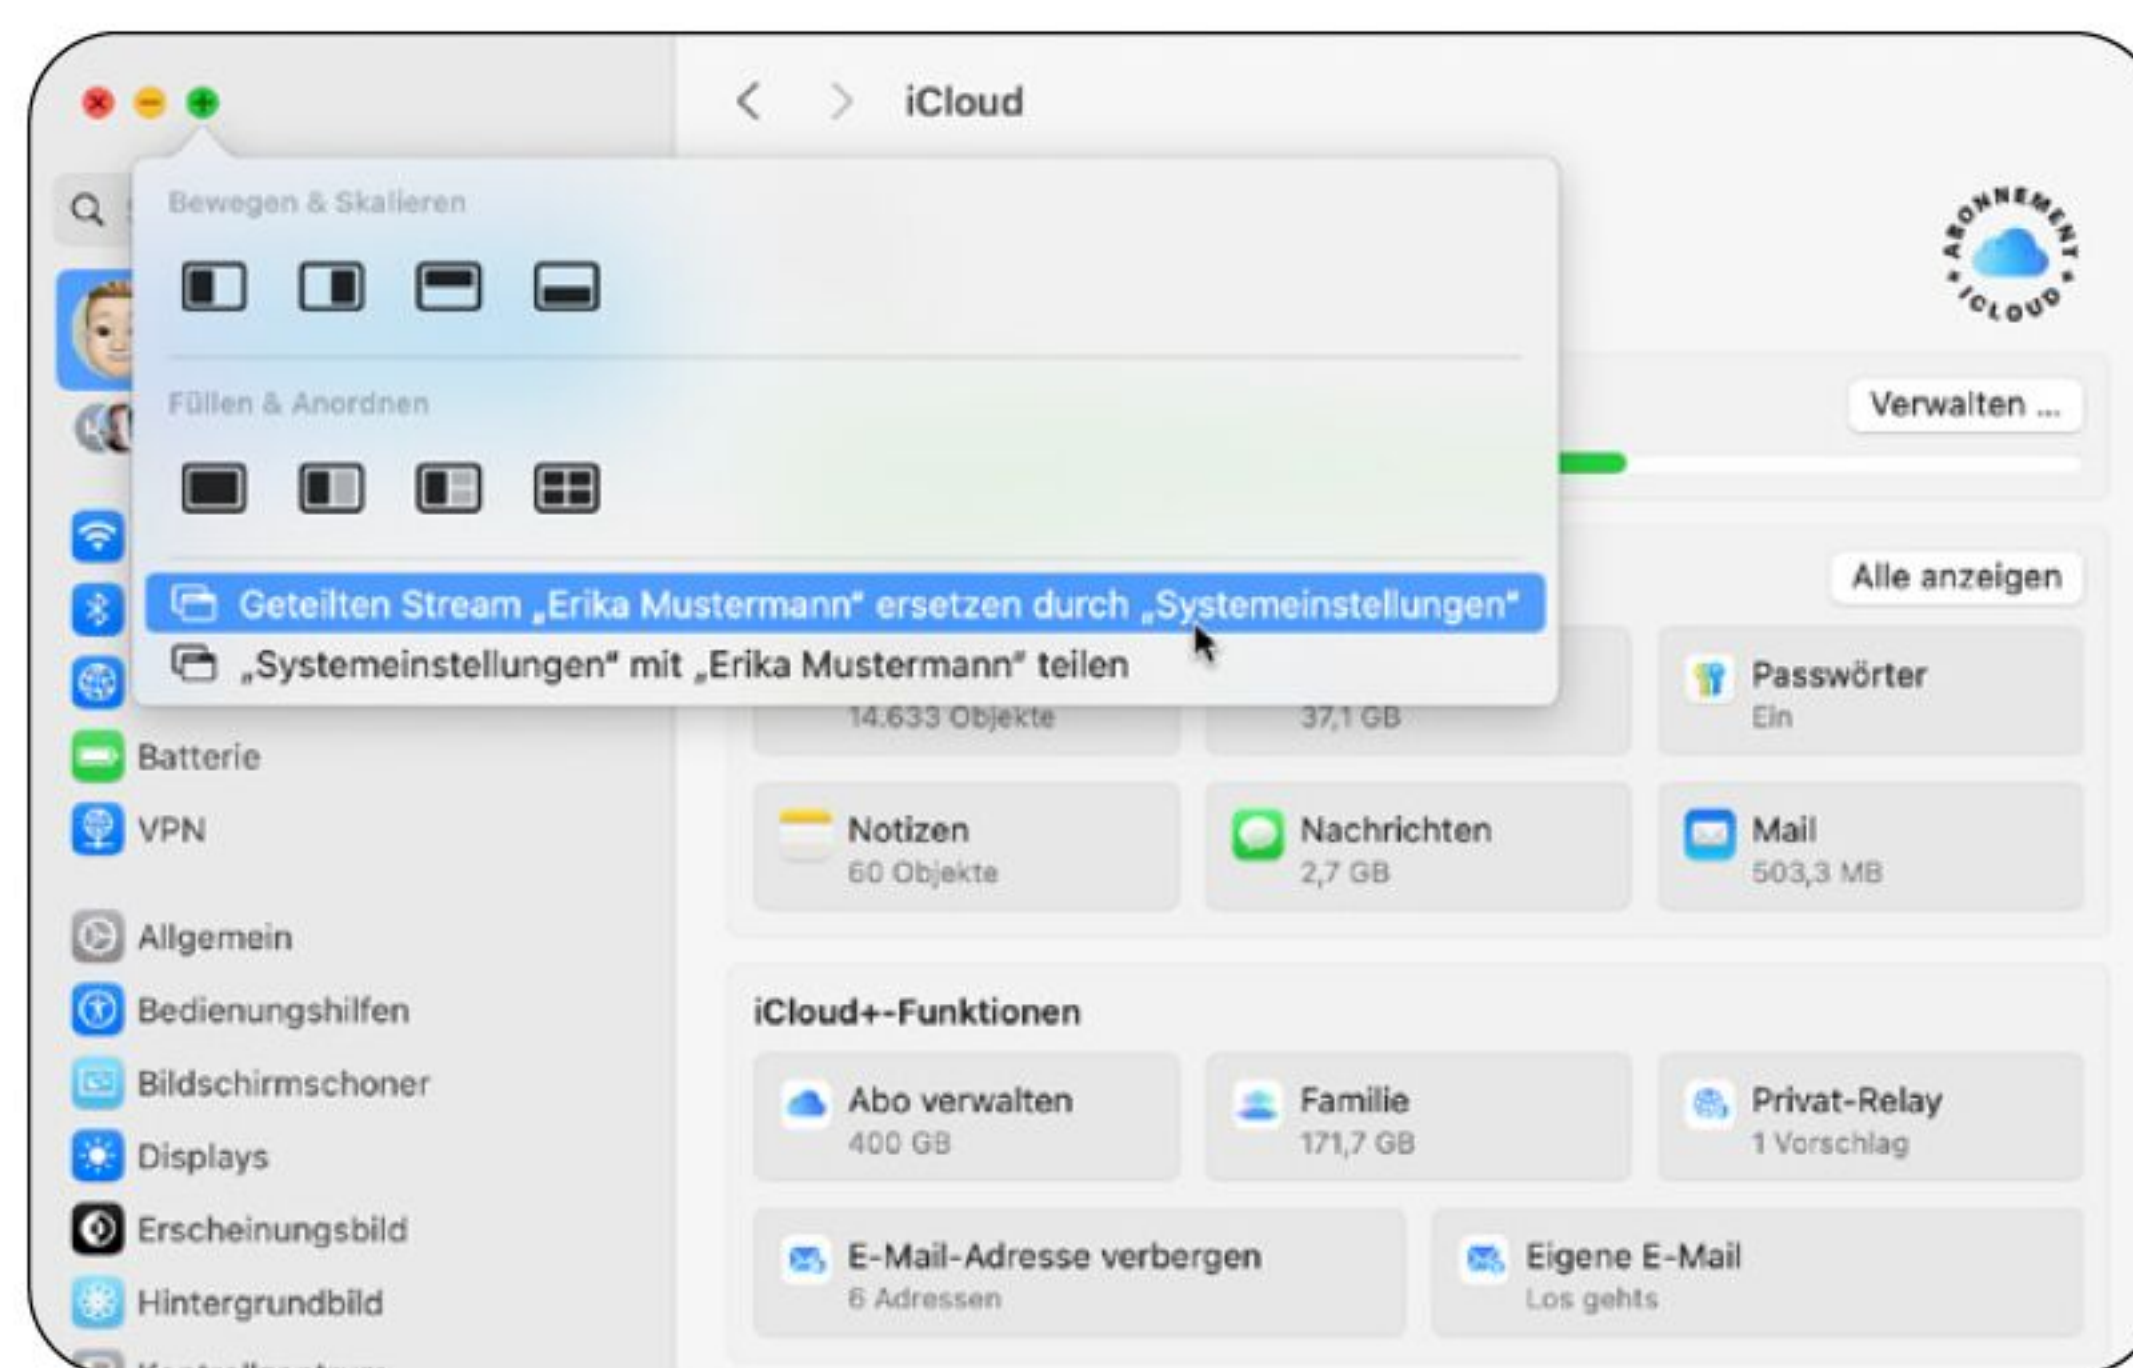 iCloud
Bewegen & Skalieren
Füllen & Anordnen
Geteilten Stream „Erika Mustermann“ ersetzen durch „Systemeinstellungen“
„Systemeinstellungen“ mit „Erika Mustermann“ teilen
ABONNEMENT
ICLOUD
Verwalten ...
Alle anzeigen
14.633 Objekte
37,1 GB
Passwörter
Ein
Notizen
60 Objekte
Nachrichten
2,7 GB
Mail
503,3 MB
iCloud+-Funktionen
Abo verwalten
400 GB
Familie
171,7 GB
Privat-Relay
1 Vorschlag
E-Mail-Adresse verbergen
6 Adressen
Eigene E-Mail
Los gehts
Batterie
VPN
Allgemein
Bedienungshilfen
Bildschirmschoner
Displays
Erscheinungsbild
Hintergrundbild